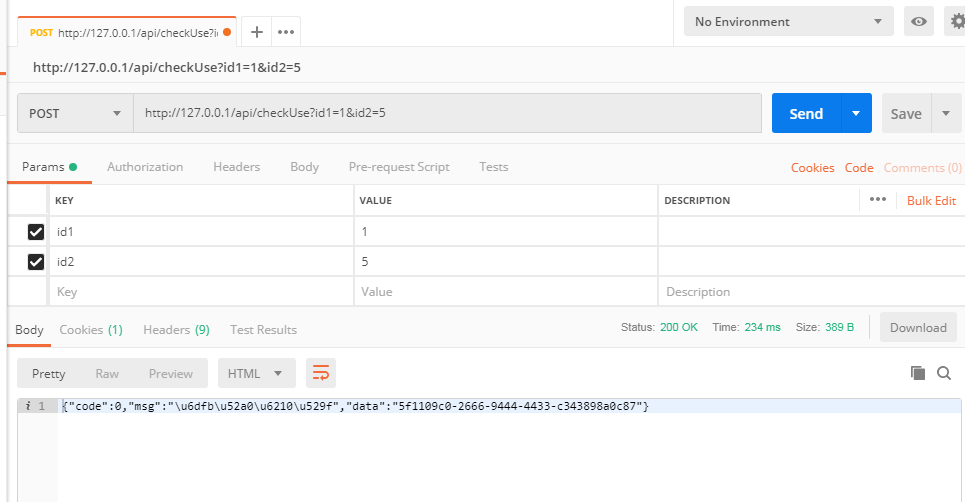 POST http://127.0.0.1/api/checkUse?i
No Environment
http://127.0.0.1/api/checkUse?id1=1&id2=5
POST http://127.0.0.1/api/checkUse?id1=1&id2=5 Send Save
Params Authorization Headers Body Pre-request Script Tests Cookies Code Comments (0)
KEY VALUE DESCRIPTION Bulk Edit
id1 1
id2 5
Key Value Description
Body Cookies (1) Headers (9) Test Results Status: 200 OK Time: 234 ms Size: 389 B Download
Pretty Raw Preview HTML
i 1 {"code":0,"msg":"\u6dfb\u52a0\u6210\u529f","data":"5f1109c0-2666-9444-4433-c343898a0c87"}